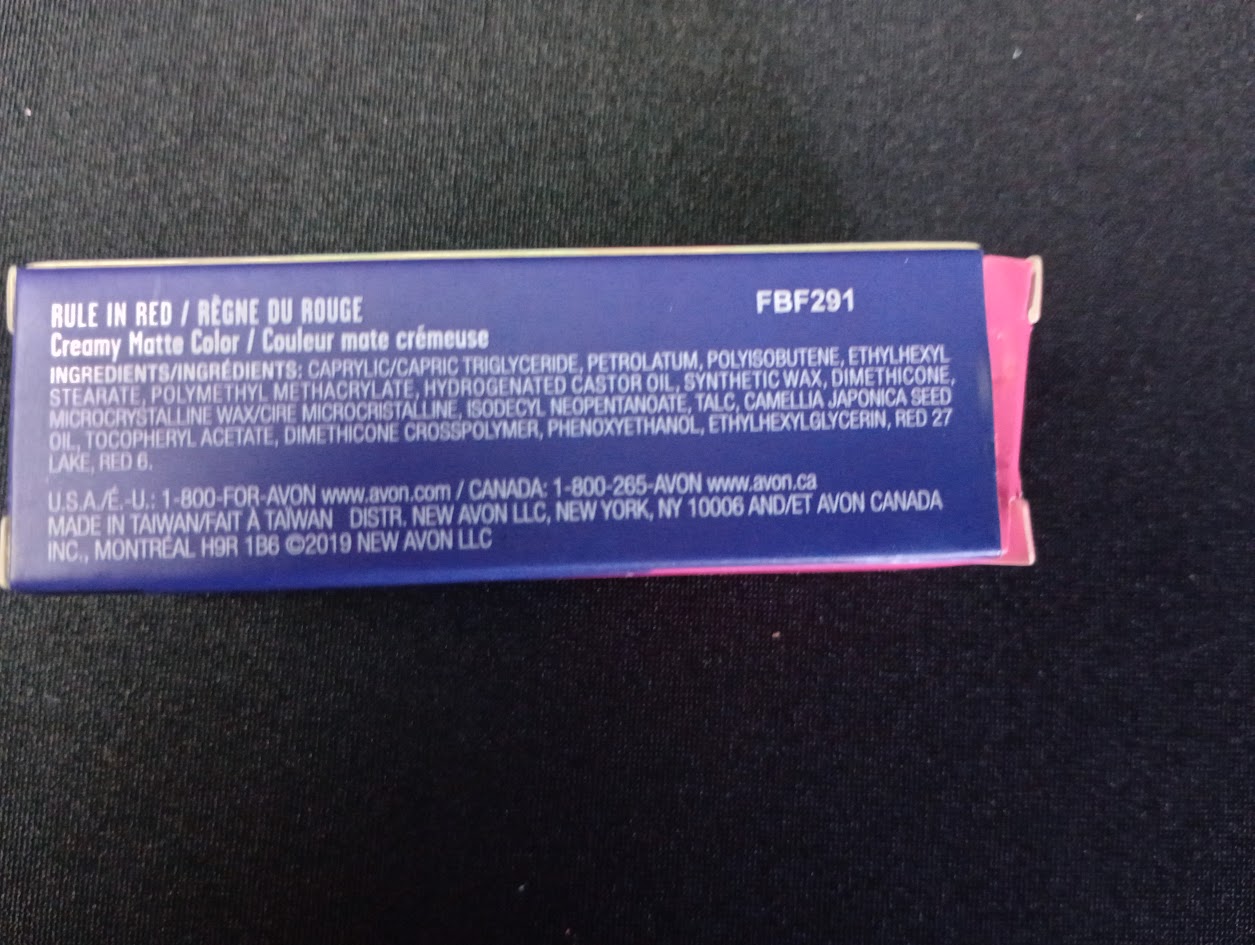 RULE IN RED / RÈGNE DU ROUGE
FBF291
Creamy Matte Color / Couleur mate crémeuse
INGREDIENTS/INGRÉDIENTS: CAPRYLIC/CAPRIC TRIGLYCERIDE, PETROLATUM, POLYISOBUTENE, ETHYLHEXYL
STEARATE, POLYMETHYL METHACRYLATE, HYDROGENATED CASTOR OIL, SYNTHETIC WAX, DIMETHICONE,
MICROCRYSTALLINE WAX/CIRE MICROCRISTALLINE, ISODECYL NEOPENTANOATE, TALC, CAMELLIA JAPONICA SEED
OIL, TOCOPHERYL ACETATE, DIMETHICONE CROSSPOLYMER, PHENOXYETHANOL, ETHYLHEXYLGLYCERIN, RED 27
LAKE, RED 6.
U.S.A./É.-U.: 1-800-FOR-AVON www.avon.com / CANADA: 1-800-265-AVON www.avon.ca
MADE IN TAIWAN/FAIT À TAÏWAN DISTR. NEW AVON LLC, NEW YORK, NY 10006 AND/ET AVON CANADA
INC., MONTRÉAL H9R 1B6 ©2019 NEW AVON LLC